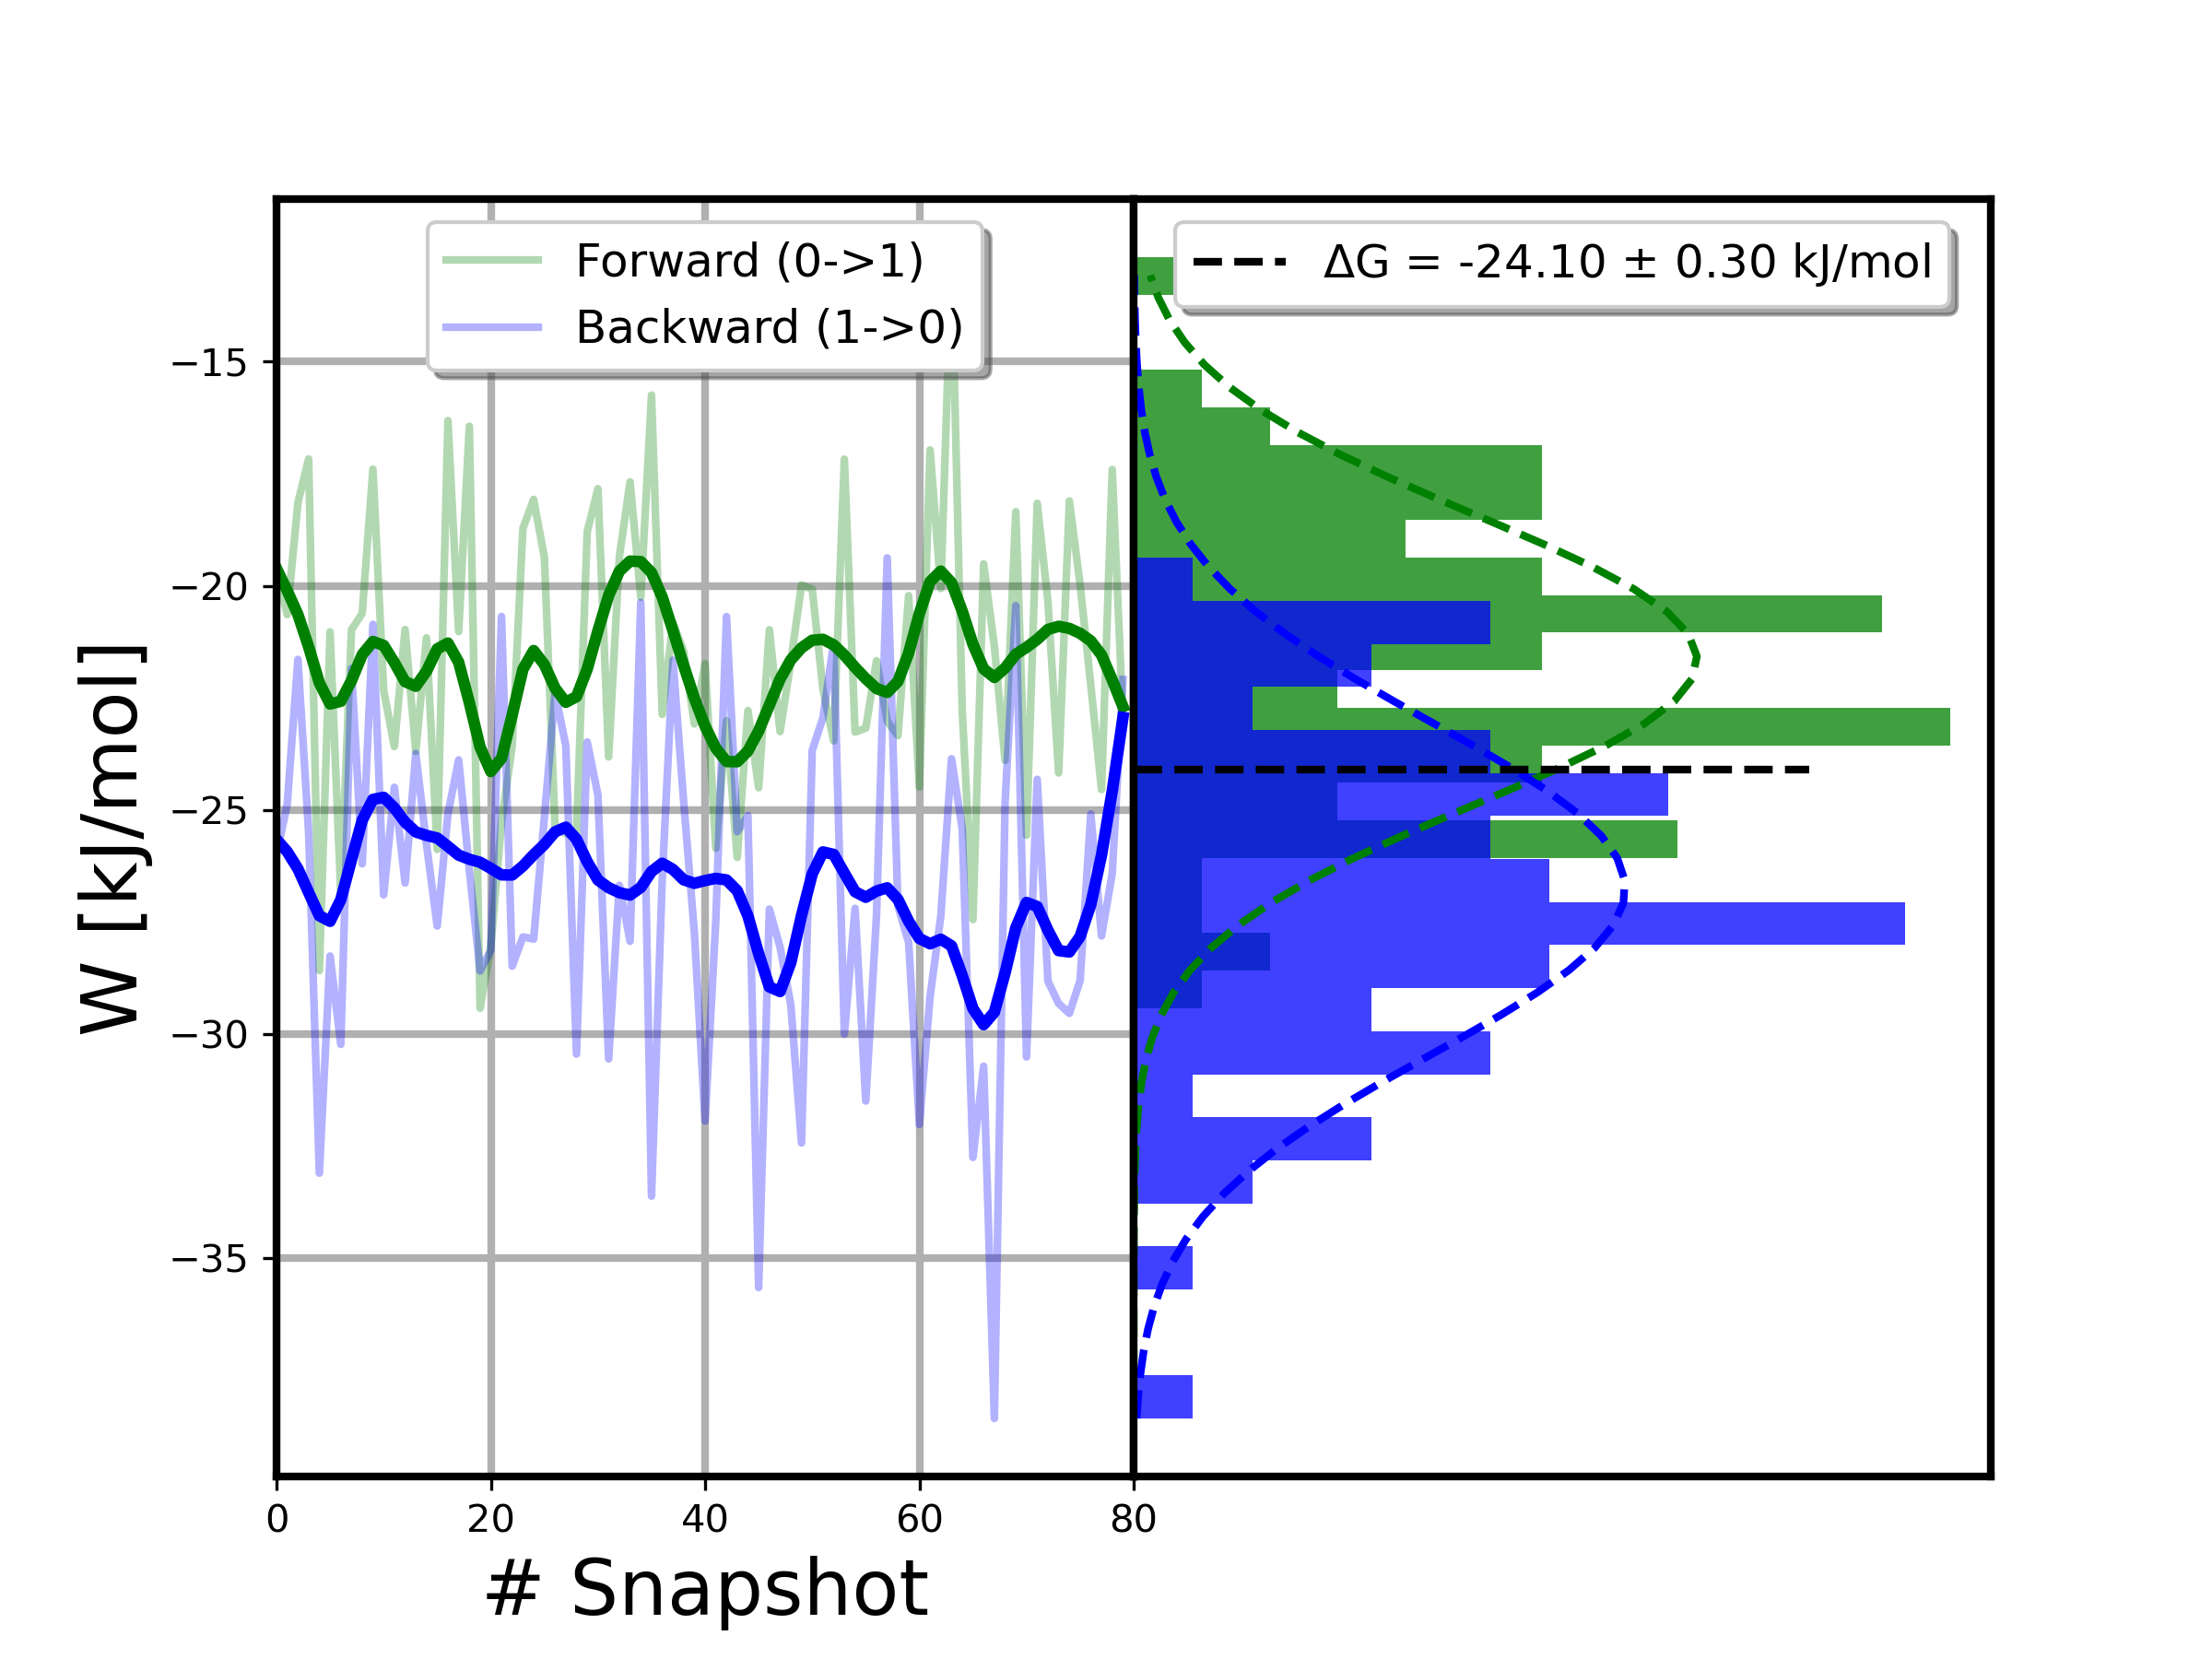 Forward (0->1)
Backward (1->0)
ΔG = -24.10 ± 0.30 kJ/mol
W [kJ/mol]
−15
−20
−25
−30
−35
0 20 40 60 80
# Snapshot